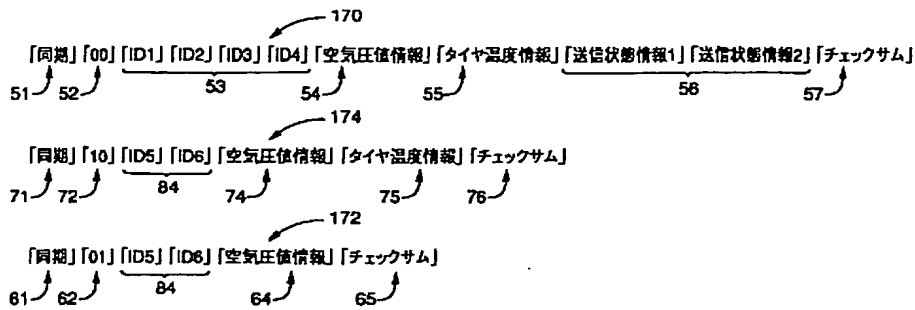 170
「同期」「00」「ID1」「ID2」「ID3」「ID4」「空気圧値情報」「タイヤ温度情報」「送信状態情報1」「送信状態情報2」「チェックサム」
51 52 53 54 55 56 57
174
「同期」「10」「ID5」「ID6」「空気圧値情報」「タイヤ温度情報」「チェックサム」
71 72 84 74 75 76
172
「同期」「01」「ID5」「ID6」「空気圧値情報」「チェックサム」
61 62 84 64 65